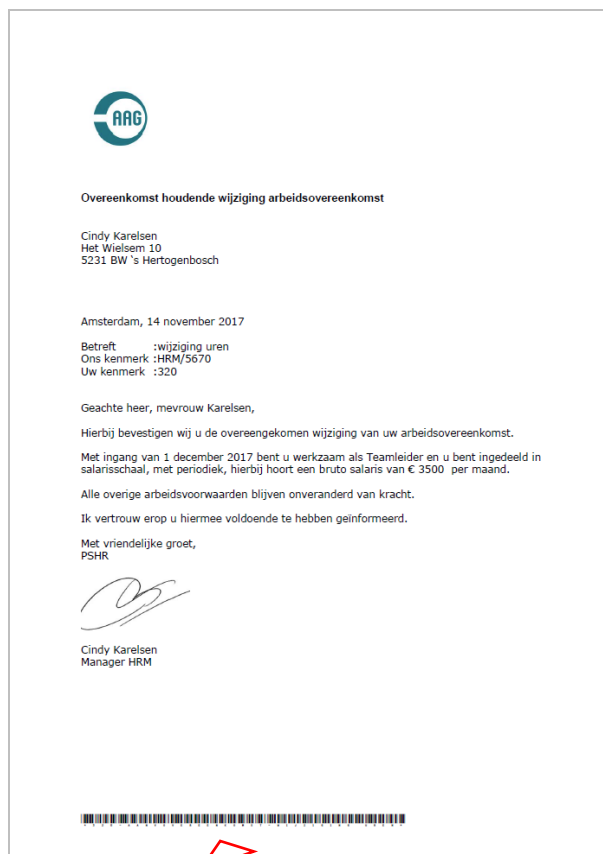 AAG
Overeenkomst houdende wijziging arbeidsovereenkomst
Cindy Karelsen
Het Wielsem 10
5231 BW `s Hertogenbosch
Amsterdam, 14 november 2017
Betreft :wijziging uren
Ons kenmerk :HRM/5670
Uw kenmerk :320
Geachte heer, mevrouw Karelsen,
Hierbij bevestigen wij u de overeengekomen wijziging van uw arbeidsovereenkomst.
Met ingang van 1 december 2017 bent u werkzaam als Teamleider en u bent ingedeeld in
salarisschaal, met periodiek, hierbij hoort een bruto salaris van € 3500 per maand.
Alle overige arbeidsvoorwaarden blijven onveranderd van kracht.
Ik vertrouw erop u hiermee voldoende te hebben geïnformeerd.
Met vriendelijke groet,
PSHR
Cindy Karelsen
Manager HRM